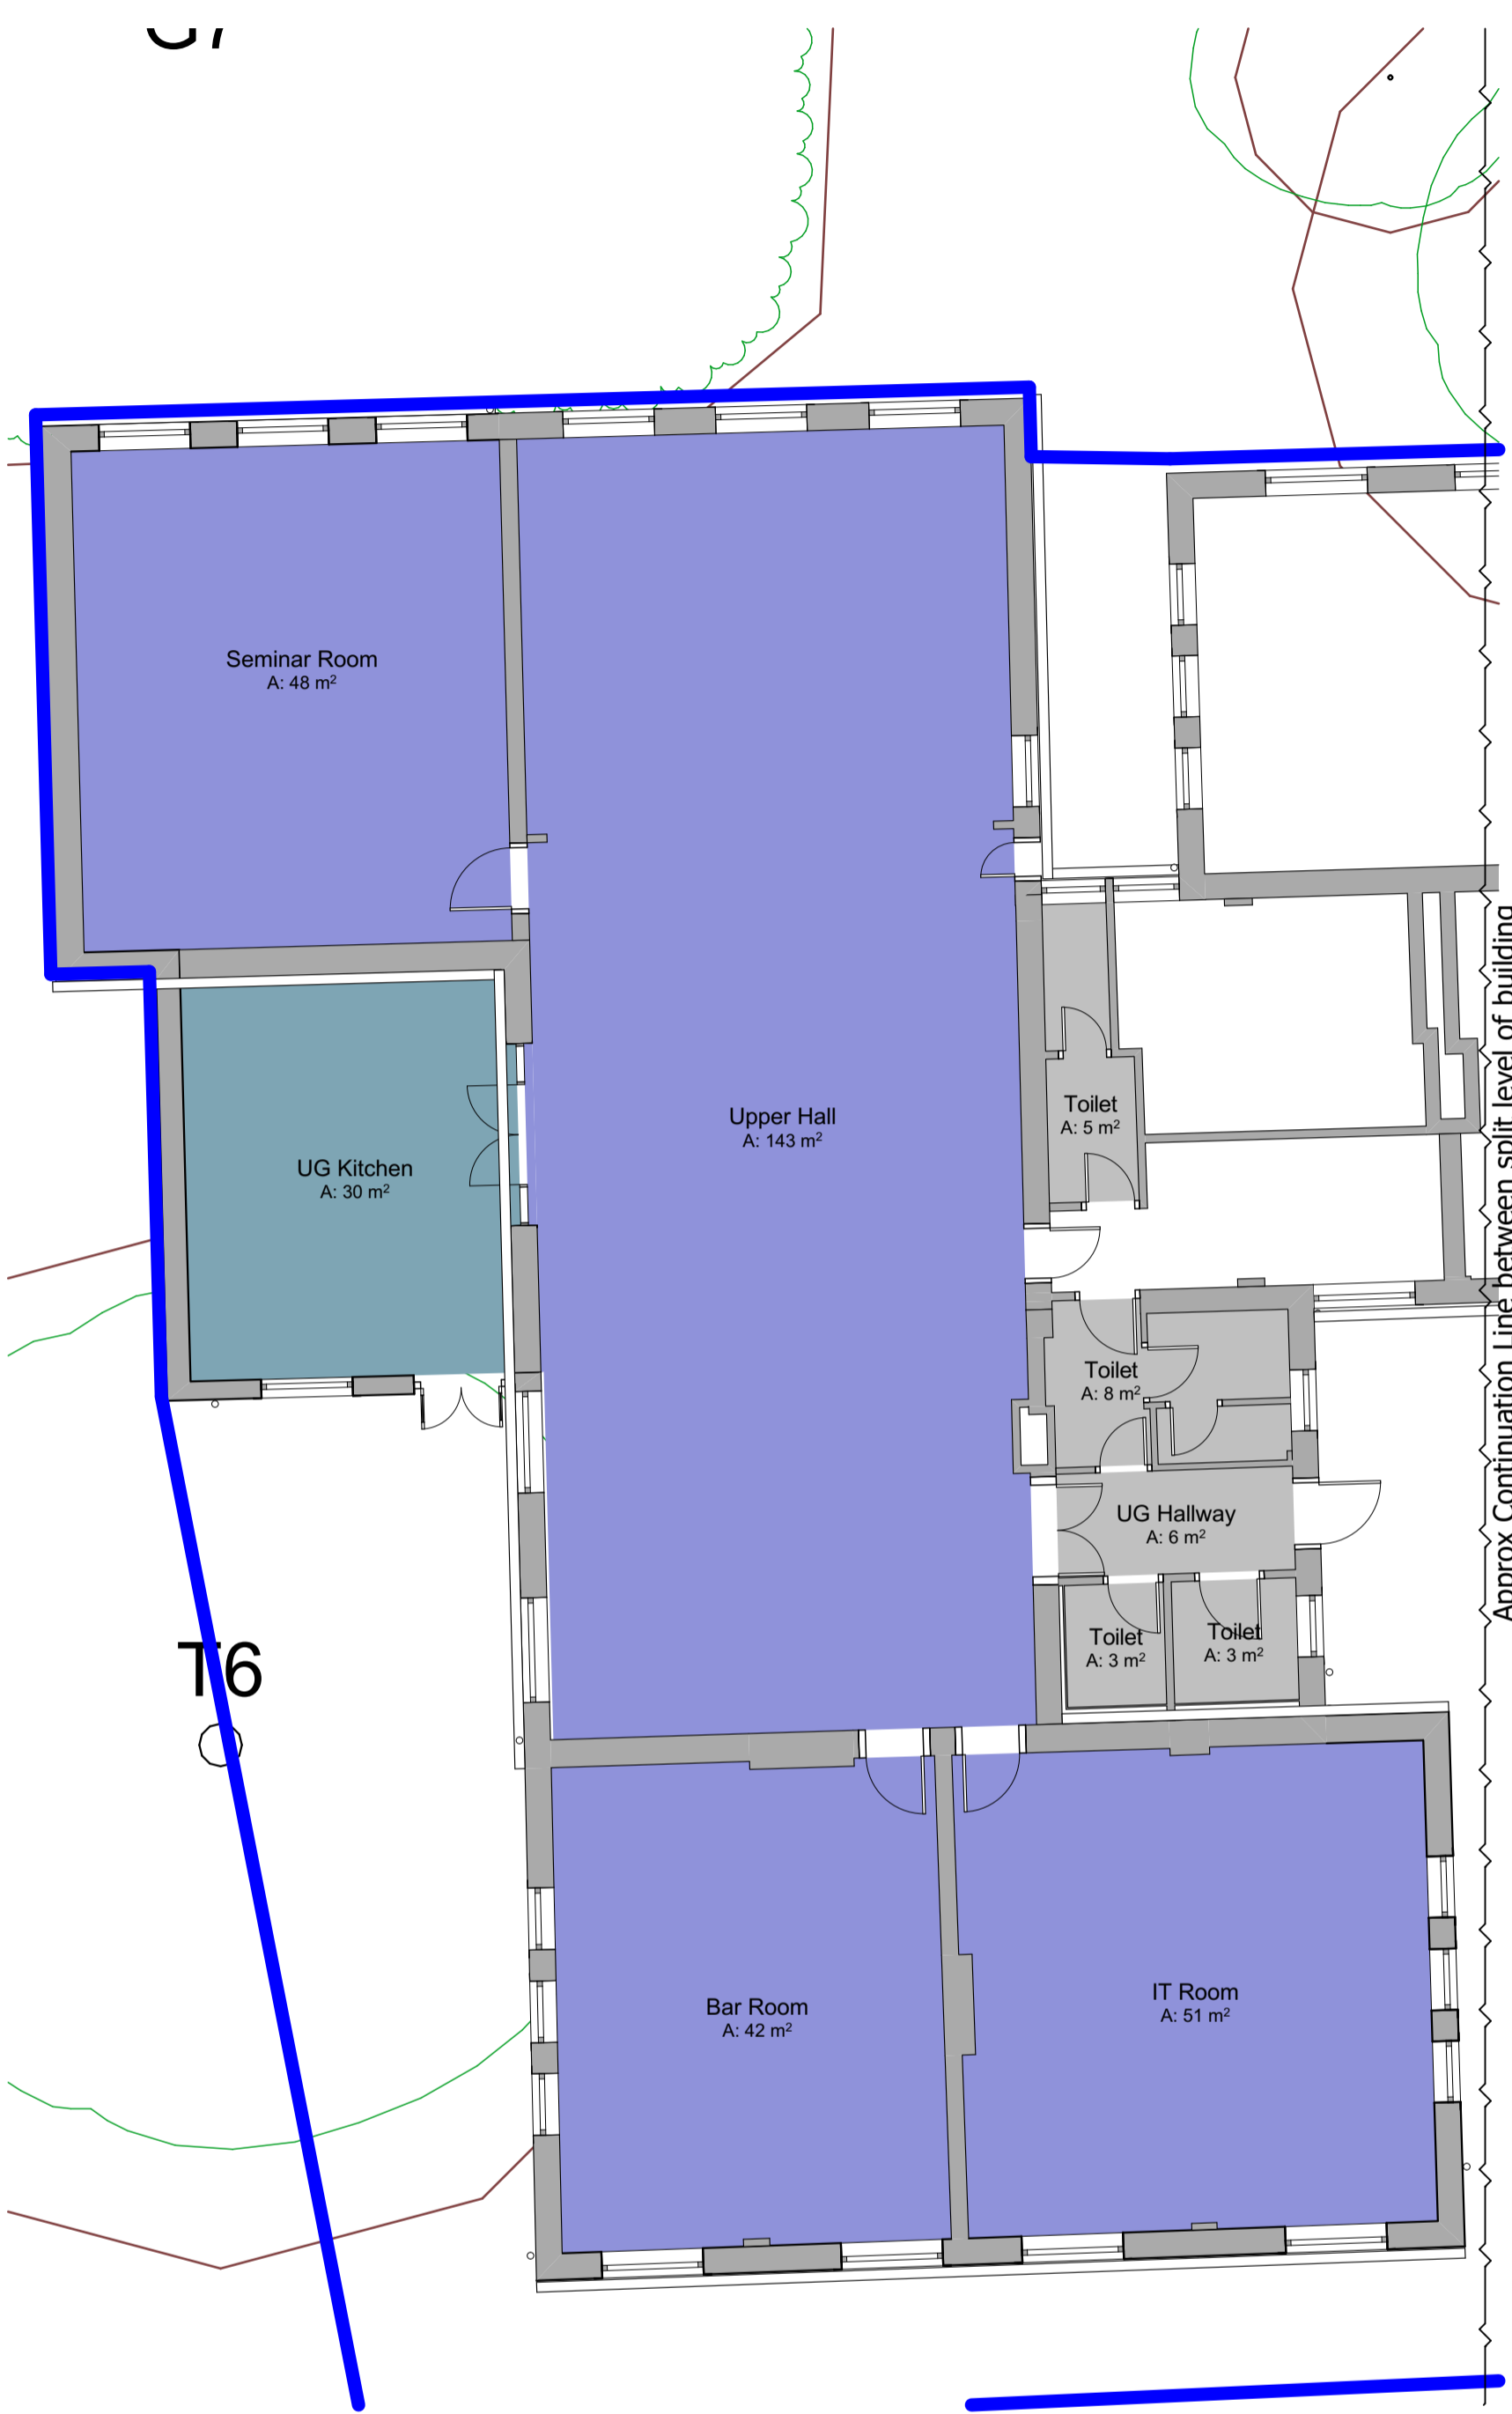 Seminar Room
A: 48 m²
Upper Hall
A: 143 m²
UG Kitchen
A: 30 m²
Toilet
A: 5 m²
Toilet
A: 8 m²
UG Hallway
A: 6 m²
Toilet
A: 3 m²
Toilet
A: 3 m²
T6
Bar Room
A: 42 m²
IT Room
A: 51 m²
Approx Continuation Line between split level of building